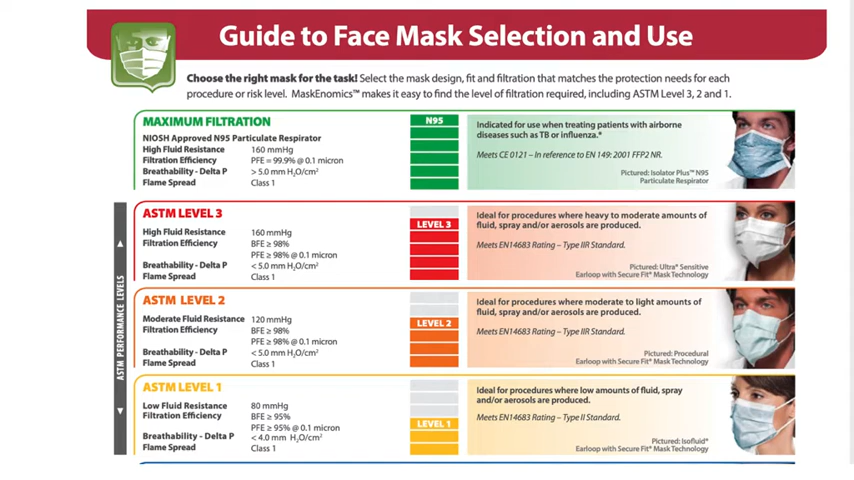 Guide to Face Mask Selection and Use
Choose the right mask for the task! Select the mask design, fit and filtration that matches the protection needs for each
procedure or risk level. MaskEnomics™ makes it easy to find the level of filtration required, including ASTM Level 3, 2 and 1.
MAXIMUM FILTRATION
NIOSH Approved N95 Particulate Respirator
High Fluid Resistance 160 mmHg
Filtration Efficiency PFE = 99.9% @ 0.1 micron
Breathability - Delta P > 5.0 mm H₂O/cm²
Flame Spread Class 1
N95
Indicated for use when treating patients with airborne
diseases such as TB or influenza.*
Meets CE 0121 – In reference to EN 149: 2001 FFP2 NR.
Pictured: Isolator Plus™ N95
Particulate Respirator
ASTM PERFORMANCE LEVELS
ASTM LEVEL 3
High Fluid Resistance 160 mmHg
Filtration Efficiency BFE ≥ 98%
PFE ≥ 98% @ 0.1 micron
Breathability - Delta P < 5.0 mm H₂O/cm²
Flame Spread Class 1
LEVEL 3
Ideal for procedures where heavy to moderate amounts of
fluid, spray and/or aerosols are produced.
Meets EN14683 Rating – Type IIR Standard.
Pictured: Ultra® Sensitive
Earloop with Secure Fit® Mask Technology
ASTM LEVEL 2
Moderate Fluid Resistance 120 mmHg
Filtration Efficiency BFE ≥ 98%
PFE ≥ 98% @ 0.1 micron
Breathability - Delta P < 5.0 mm H₂O/cm²
Flame Spread Class 1
LEVEL 2
Ideal for procedures where moderate to light amounts of
fluid, spray and/or aerosols are produced.
Meets EN14683 Rating – Type IIR Standard.
Pictured: Procedural
Earloop with Secure Fit® Mask Technology
ASTM LEVEL 1
Low Fluid Resistance 80 mmHg
Filtration Efficiency BFE ≥ 95%
PFE ≥ 95% @ 0.1 micron
Breathability - Delta P < 4.0 mm H₂O/cm²
Flame Spread Class 1
LEVEL 1
Ideal for procedures where low amounts of fluid, spray
and/or aerosols are produced.
Meets EN14683 Rating – Type II Standard.
Pictured: Isofluid®
Earloop with Secure Fit® Mask Technology